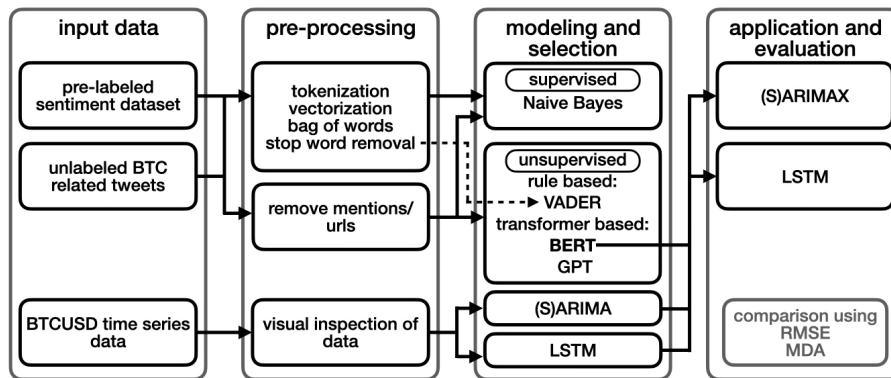 input data
pre-labeled
sentiment dataset
unlabeled BTC
related tweets
BTCUSD time series
data
pre-processing
tokenization
vectorization
bag of words
stop word removal
remove mentions/
urls
visual inspection of
data
modeling and
selection
supervised
Naive Bayes
unsupervised
rule based:
VADER
transformer based:
BERT
GPT
(S)ARIMA
LSTM
application and
evaluation
(S)ARIMAX
LSTM
comparison using
RMSE
MDA